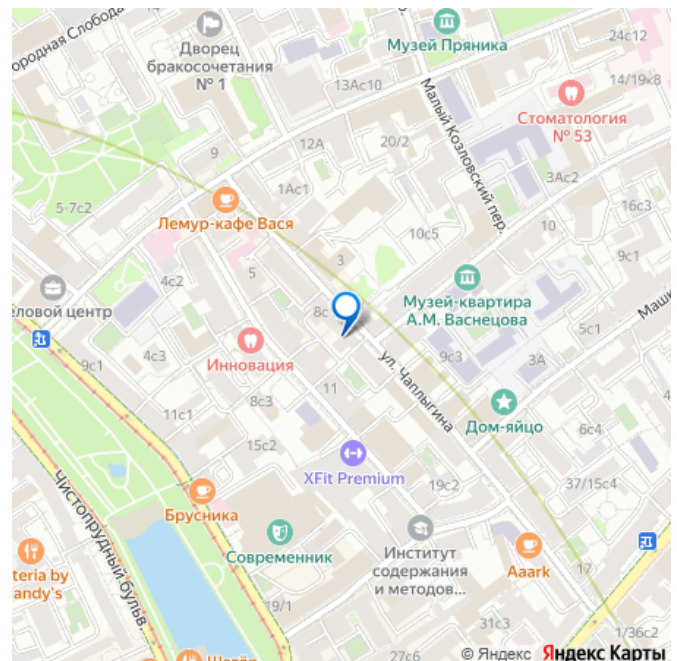 ородная Слобода
Дворец
бракосочетания
№ 1
Музей Пряника
24с12
13Ас10
14/19к8
Стоматология
№ 53
Малый Козловский пер.
9
12А
20/2
1Ас1
3Ас2
5-7с2
Лемур-кафе Вася
16с3
10
10с5
3
9с1
5
4с2
еловой центр
8с
Музей-квартира
А.М. Васнецова
Машк
5с1
Инновация
4с3
9с1
9с3
3А
ул. Чаплыгина
11
8с3
Дом-яйцо
11с1
6с4
15с2
XFit Premium
19с2
37/15с4
Чистопрудный бульв.
Брусника
Современник
Институт
содержания
и методов...
Aaark
17
teria by
andy's
19/1
31с3
1/36с2
27с6
© Яндекс Яндекс Карты